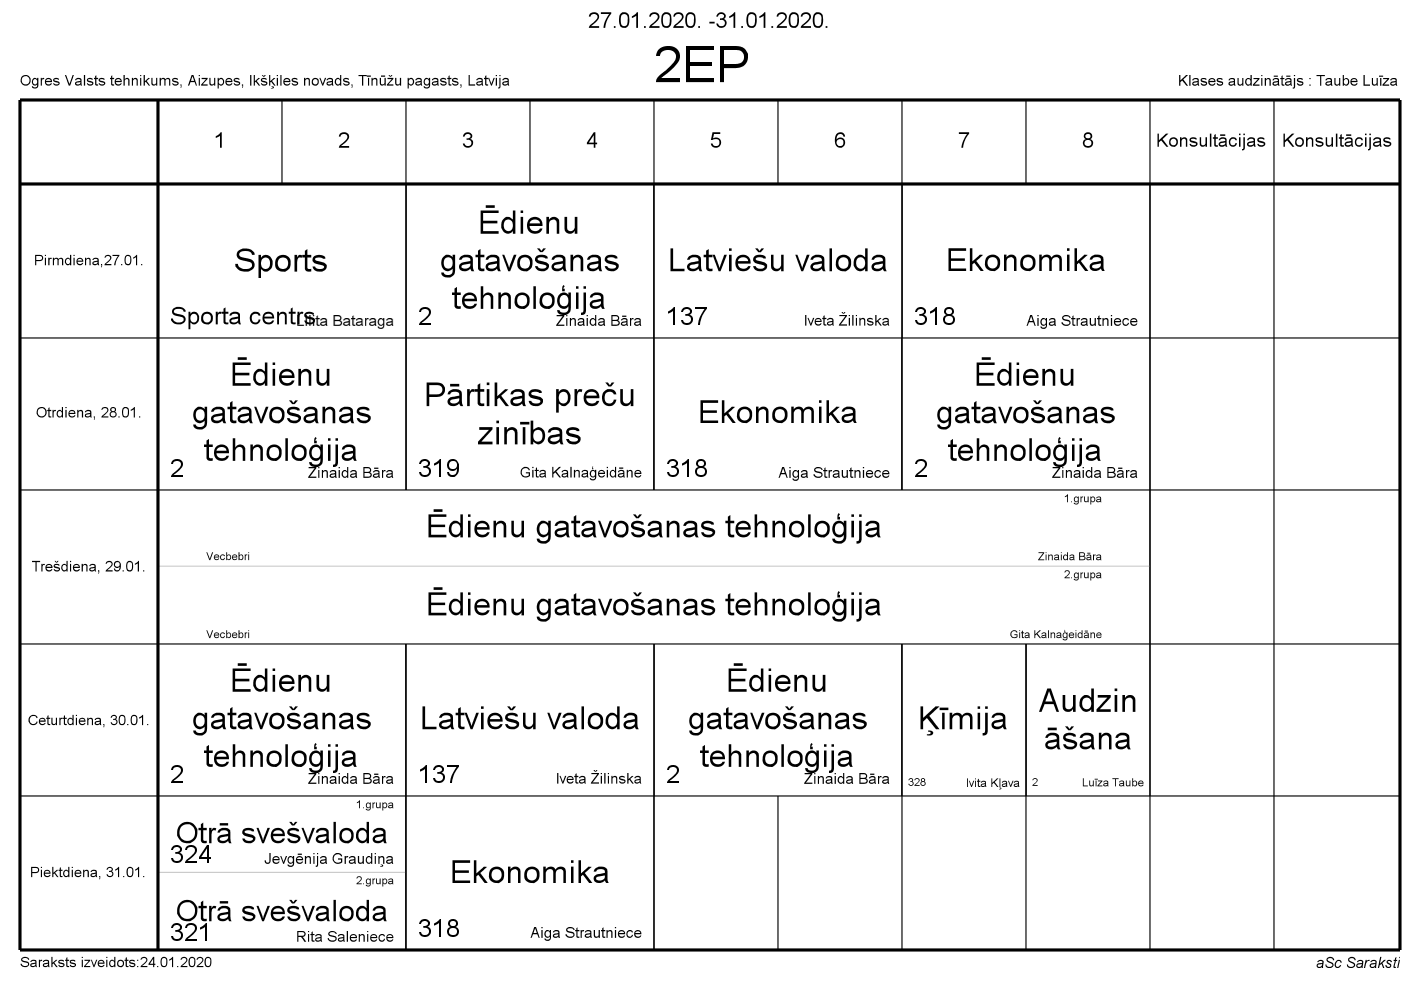 27.01.2020. -31.01.2020.
2EP
Ogres Valsts tehnikums, Aizupes, Ikšķiles novads, Tīnūžu pagasts, Latvija
Klases audzinātājs : Taube Luīza
1 2 3 4 5 6 7 8 Konsultācijas Konsultācijas
Pirmdiena,27.01.
Sports
Sporta centrs
Bataraga
Ēdienu
gatavošanas
tehnoloģija
2
Zinaida Bāra
Latviešu valoda
137
Iveta Žilinska
Ekonomika
318
Aiga Strautniece
Otrdiena, 28.01.
Ēdienu
gatavošanas
tehnoloģija
2
Zinaida Bāra
Pārtikas preču
zinības
319
Gita Kalnaģeidāne
Ekonomika
318
Aiga Strautniece
Ēdienu
gatavošanas
tehnoloģija
2
Zinaida Bāra
Trešdiena, 29.01.
1.grupa
Ēdienu gatavošanas tehnoloģija
Vecbebri
Zinaida Bāra
2.grupa
Ēdienu gatavošanas tehnoloģija
Vecbebri
Gita Kalnaģeidāne
Ceturtdiena, 30.01.
Ēdienu
gatavošanas
tehnoloģija
2
Zinaida Bāra
Latviešu valoda
137
Iveta Žilinska
Ēdienu
gatavošanas
tehnoloģija
2
Zinaida Bāra
Ķīmija
328
Ivita Kļava
Audzin
āšana
2
Luīza Taube
Piektdiena, 31.01.
1.grupa
Otrā svešvaloda
324
Jevgēnija Graudiņa
2.grupa
Otrā svešvaloda
321
Rita Saleniece
Ekonomika
318
Aiga Strautniece
Saraksts izveidots:24.01.2020
aSc Saraksti